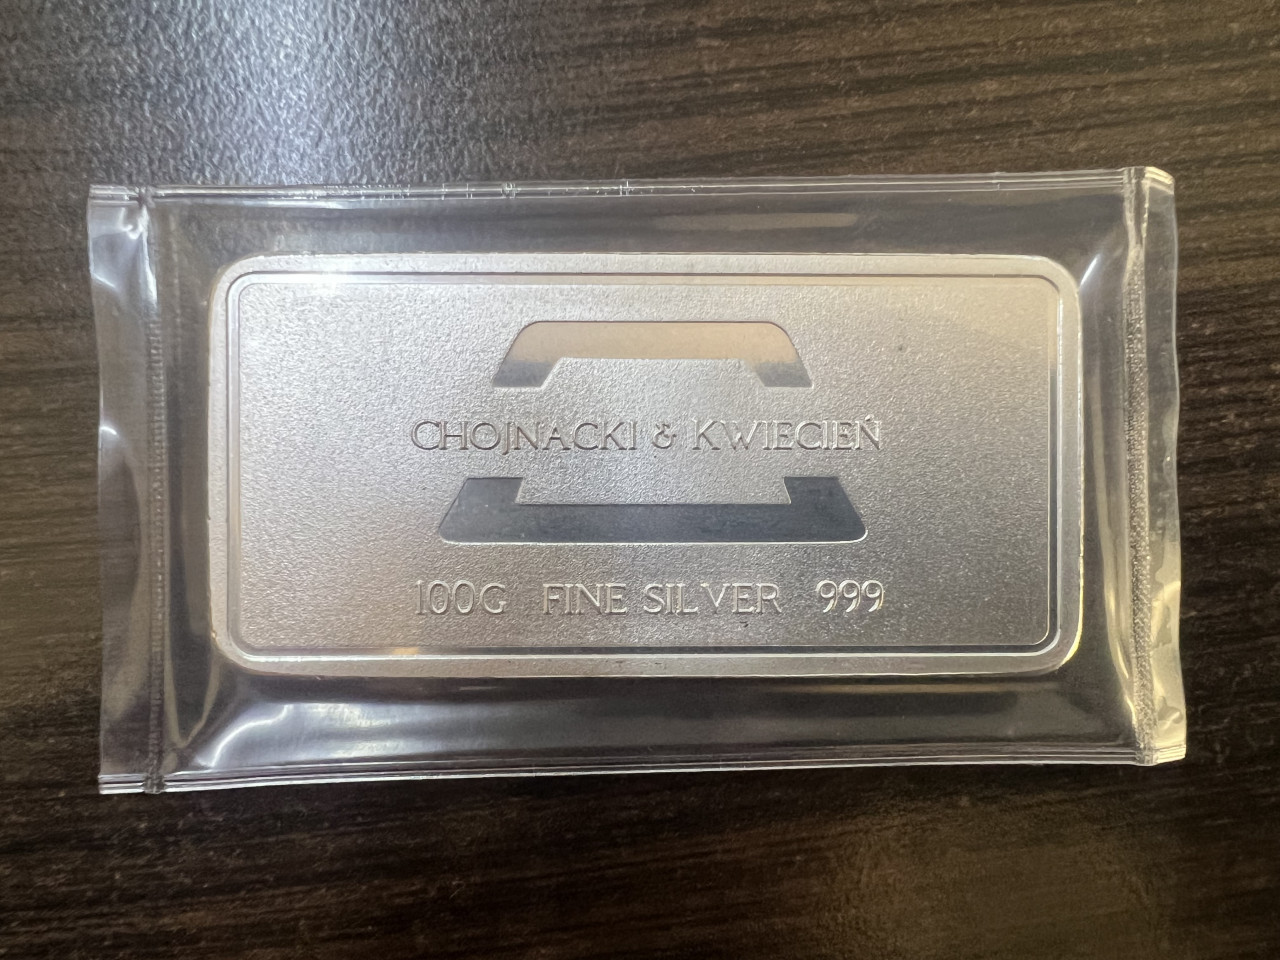 CHOJNACKI & KWIECIEŃ
100G FINE SILVER 999